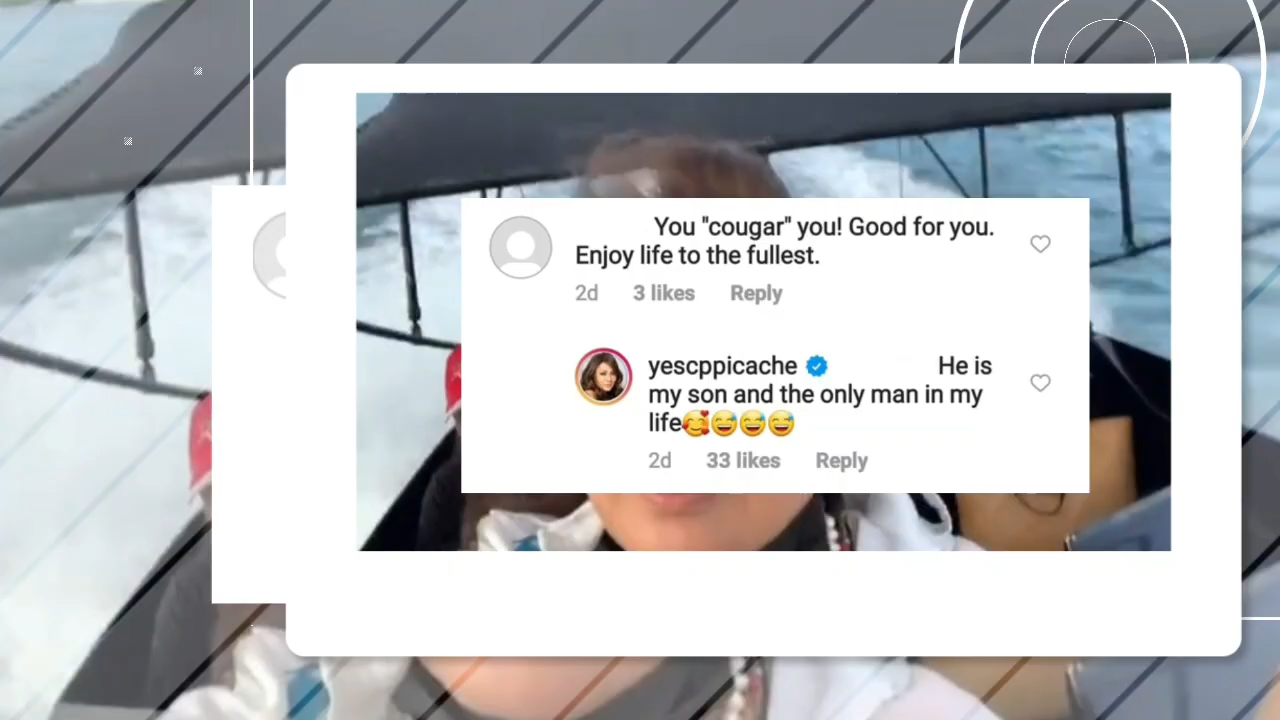 You "cougar" you! Good for you.
Enjoy life to the fullest.
2d 3 likes Reply
yescppicache He is
my son and the only man in my
life🥰😅😅😅
2d 33 likes Reply